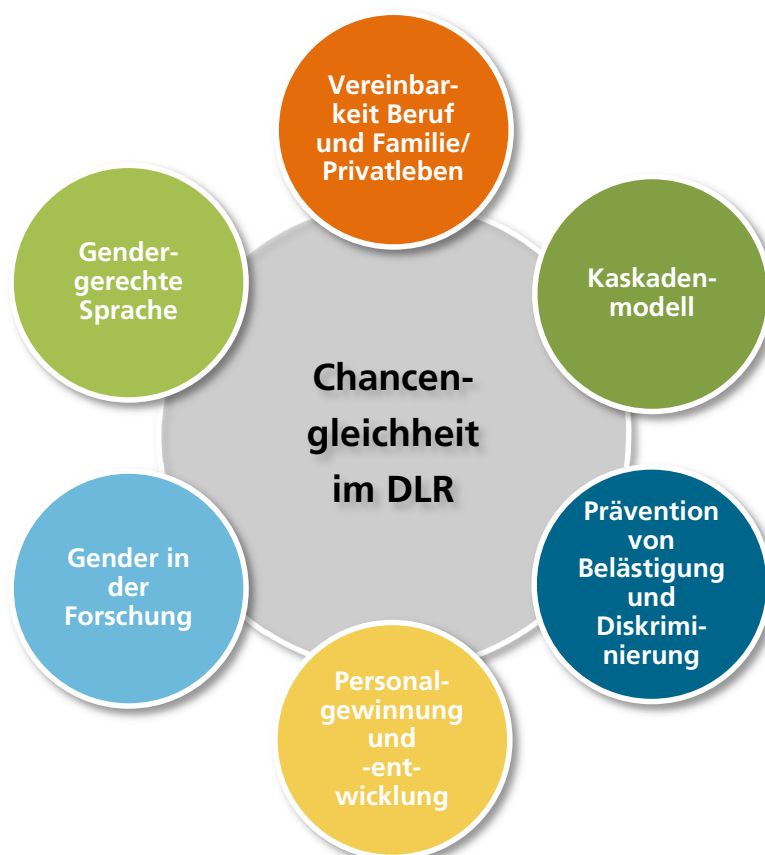 Vereinbar-
keit Beruf
und Familie/
Privatleben
Gender-
gerechte
Sprache
Kaskaden-
modell
Chancen-
gleichheit
im DLR
Gender in
der
Forschung
Prävention
von
Belästigung
und
Diskrimi-
nierung
Personal-
gewinnung
und
-ent-
wicklung